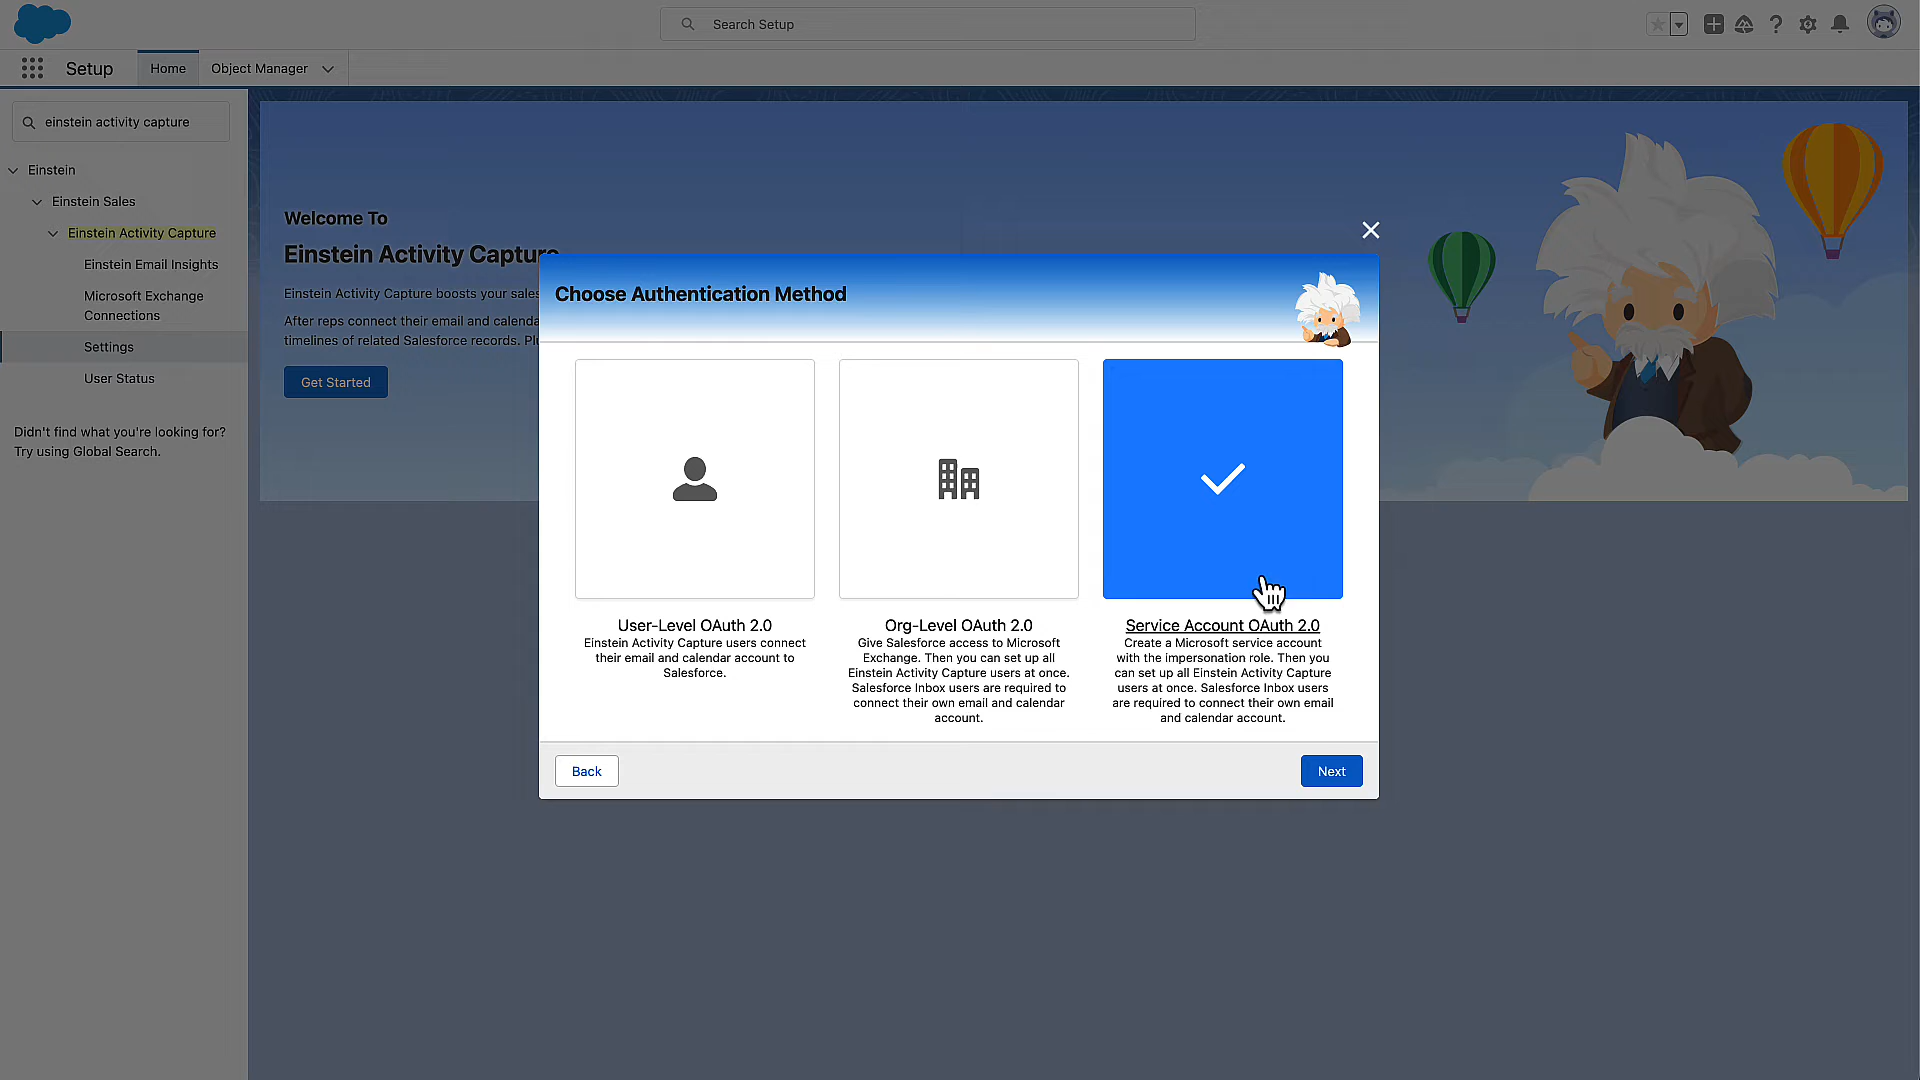 Search Setup
Setup
Home
Object Manager
einstein activity capture
Einstein
Einstein Sales
Einstein Activity Capture
Einstein Email Insights
Microsoft Exchange
Connections
Settings
User Status
Didn't find what you're looking for?
Try using Global Search.
Welcome To
Einstein Activity Capture
Einstein Activity Capture boosts your sales
After reps connect their email and calenda
timelines of related Salesforce records. Pl
Get Started
Choose Authentication Method
User-Level OAuth 2.0
Einstein Activity Capture users connect
their email and calendar account to
Salesforce.
Org-Level OAuth 2.0
Give Salesforce access to Microsoft
Exchange. Then you can set up all
Einstein Activity Capture users at once.
Salesforce Inbox users are required to
connect their own email and calendar
account.
Service Account OAuth 2.0
Create a Microsoft service account
with the impersonation role. Then you
can set up all Einstein Activity Capture
users at once. Salesforce Inbox users
are required to connect their own email
and calendar account.
Back
Next